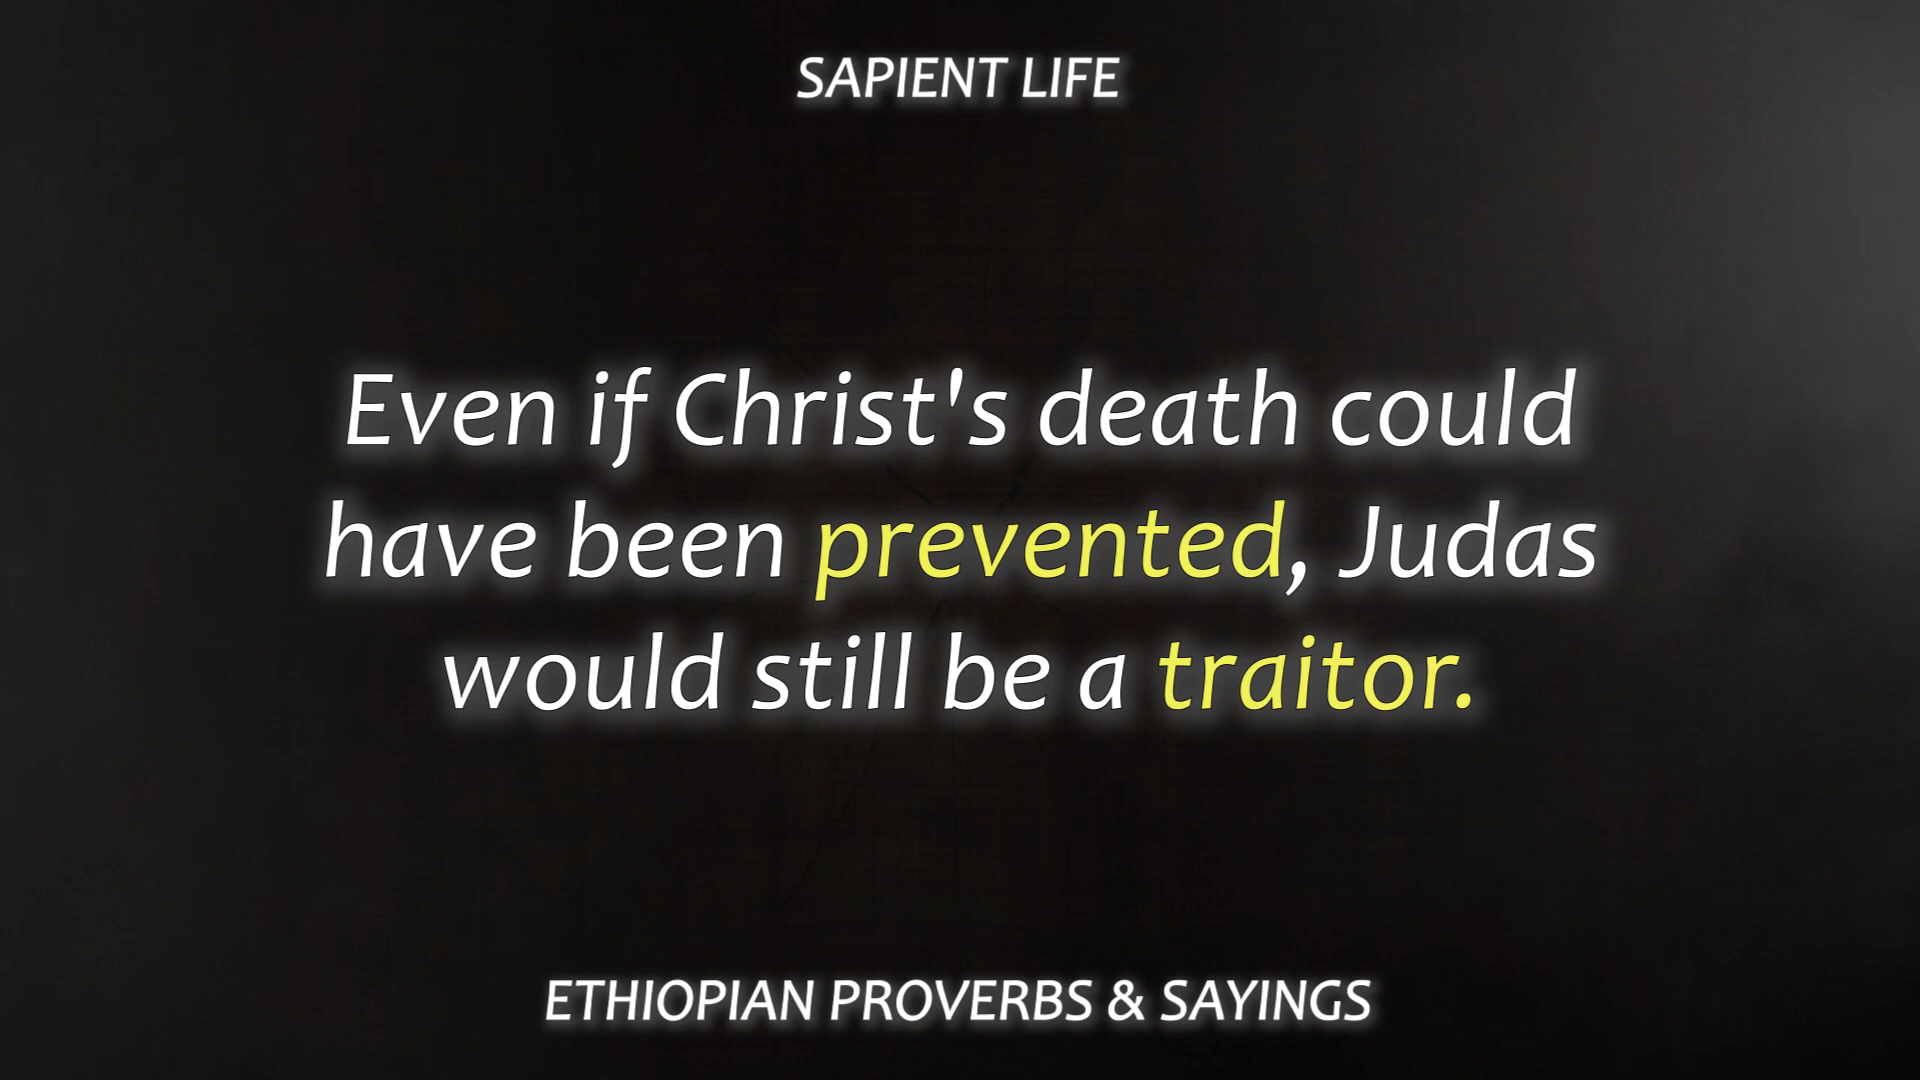 SAPIENT LIFE
Even if Christ's death could
have been prevented, Judas
would still be a traitor.
ETHIOPIAN PROVERBS & SAYINGS